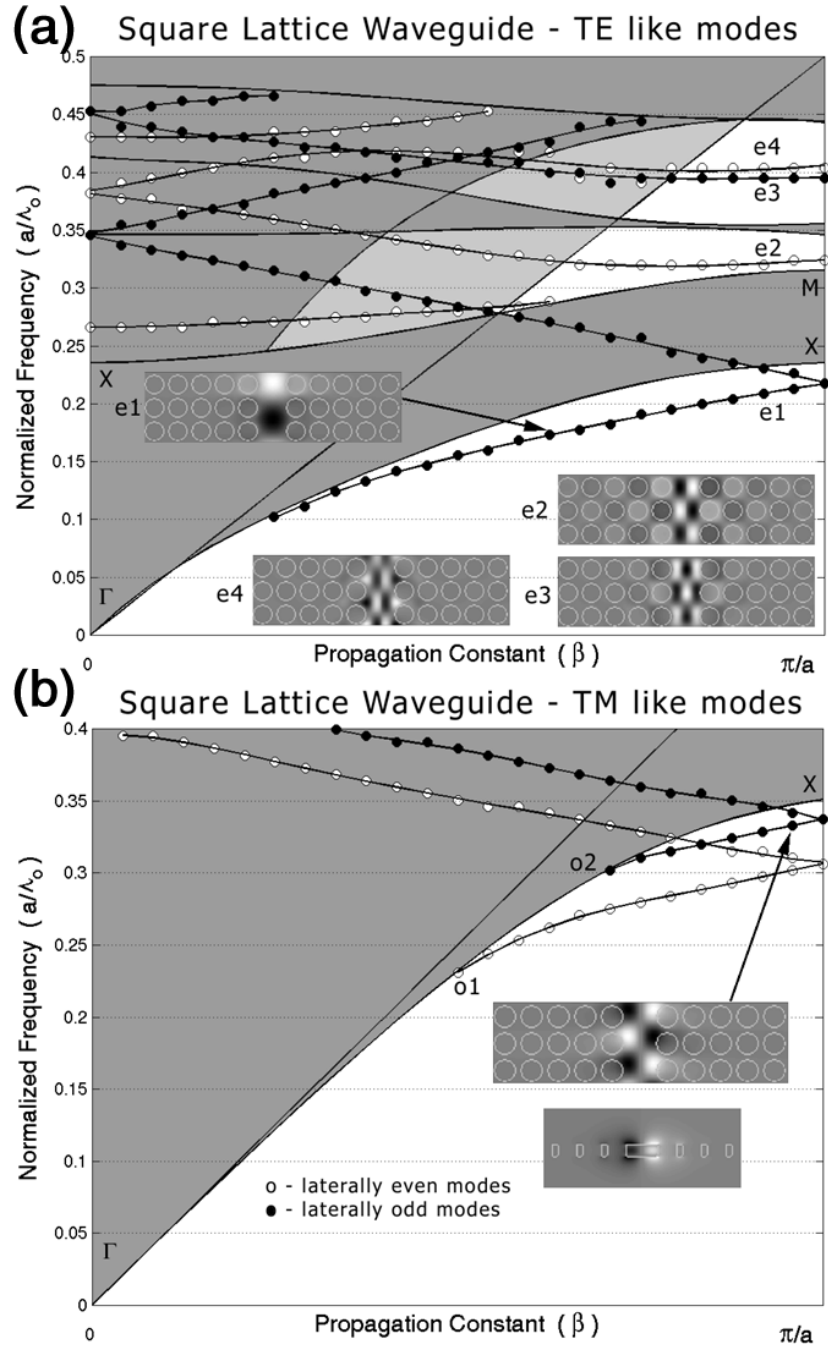 (a)
Square Lattice Waveguide - TE like modes
Normalized Frequency ( a/λo )
0.5
0.45
0.4
0.35
0.3
0.25
0.2
0.15
0.1
0.05
0
e4
e3
e2
M
X
X
e1
e1
e2
e4
e3
Γ
0
Propagation Constant ( β )
π/a
(b)
Square Lattice Waveguide - TM like modes
Normalized Frequency ( a/λo )
0.4
0.35
0.3
0.25
0.2
0.15
0.1
0.05
0
X
o2
o1
o - laterally even modes
● - laterally odd modes
Γ
0
Propagation Constant ( β )
π/a